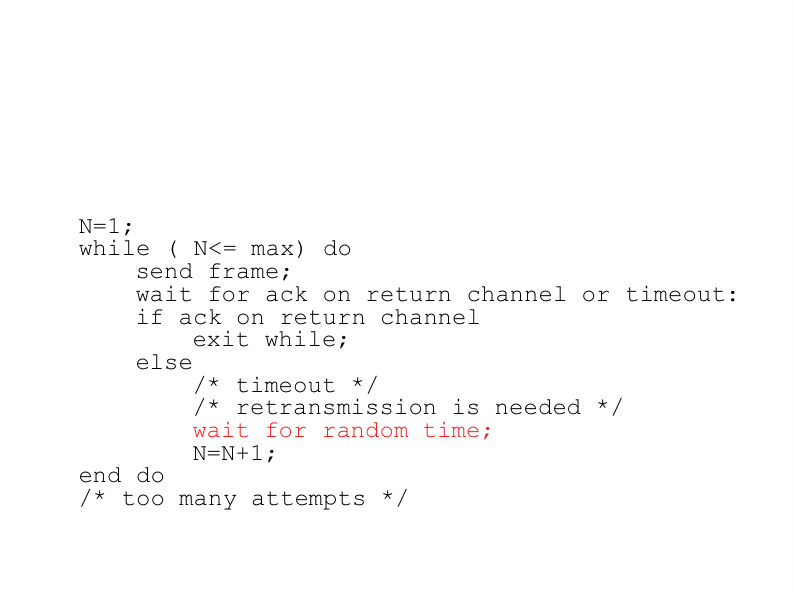 N=1;
while ( N<= max) do
send frame;
wait for ack on return channel or timeout:
if ack on return channel
exit while;
else
/* timeout */
/* retransmission is needed */
wait for random time;
N=N+1;
end do
/* too many attempts */